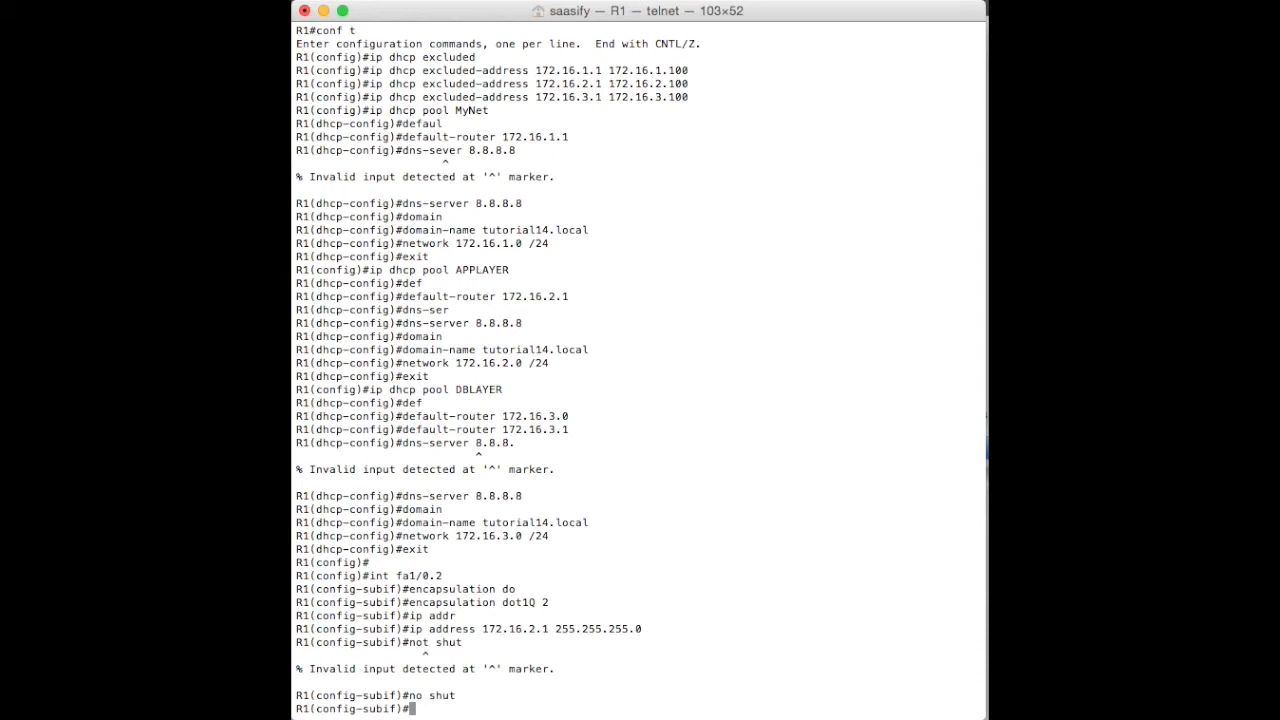 saasify — R1 — telnet — 103×52
R1#conf t
Enter configuration commands, one per line.  End with CNTL/Z.
R1(config)#ip dhcp excluded
R1(config)#ip dhcp excluded-address 172.16.1.1 172.16.1.100
R1(config)#ip dhcp excluded-address 172.16.2.1 172.16.2.100
R1(config)#ip dhcp excluded-address 172.16.3.1 172.16.3.100
R1(config)#ip dhcp pool MyNet
R1(dhcp-config)#defaul
R1(dhcp-config)#default-router 172.16.1.1
R1(dhcp-config)#dns-sever 8.8.8.8
^
% Invalid input detected at '^' marker.
R1(dhcp-config)#dns-server 8.8.8.8
R1(dhcp-config)#domain
R1(dhcp-config)#domain-name tutorial14.local
R1(dhcp-config)#network 172.16.1.0 /24
R1(dhcp-config)#exit
R1(config)#ip dhcp pool APPLAYER
R1(dhcp-config)#def
R1(dhcp-config)#default-router 172.16.2.1
R1(dhcp-config)#dns-ser
R1(dhcp-config)#dns-server 8.8.8.8
R1(dhcp-config)#domain
R1(dhcp-config)#domain-name tutorial14.local
R1(dhcp-config)#network 172.16.2.0 /24
R1(dhcp-config)#exit
R1(config)#ip dhcp pool DBLAYER
R1(dhcp-config)#def
R1(dhcp-config)#default-router 172.16.3.0
R1(dhcp-config)#default-router 172.16.3.1
R1(dhcp-config)#dns-server 8.8.8.
^
% Invalid input detected at '^' marker.
R1(dhcp-config)#dns-server 8.8.8.8
R1(dhcp-config)#domain
R1(dhcp-config)#domain-name tutorial14.local
R1(dhcp-config)#network 172.16.3.0 /24
R1(dhcp-config)#exit
R1(config)#
R1(config)#int fa1/0.2
R1(config-subif)#encapsulation do
R1(config-subif)#encapsulation dot1Q 2
R1(config-subif)#ip addr
R1(config-subif)#ip address 172.16.2.1 255.255.255.0
R1(config-subif)#not shut
^
% Invalid input detected at '^' marker.
R1(config-subif)#no shut
R1(config-subif)#